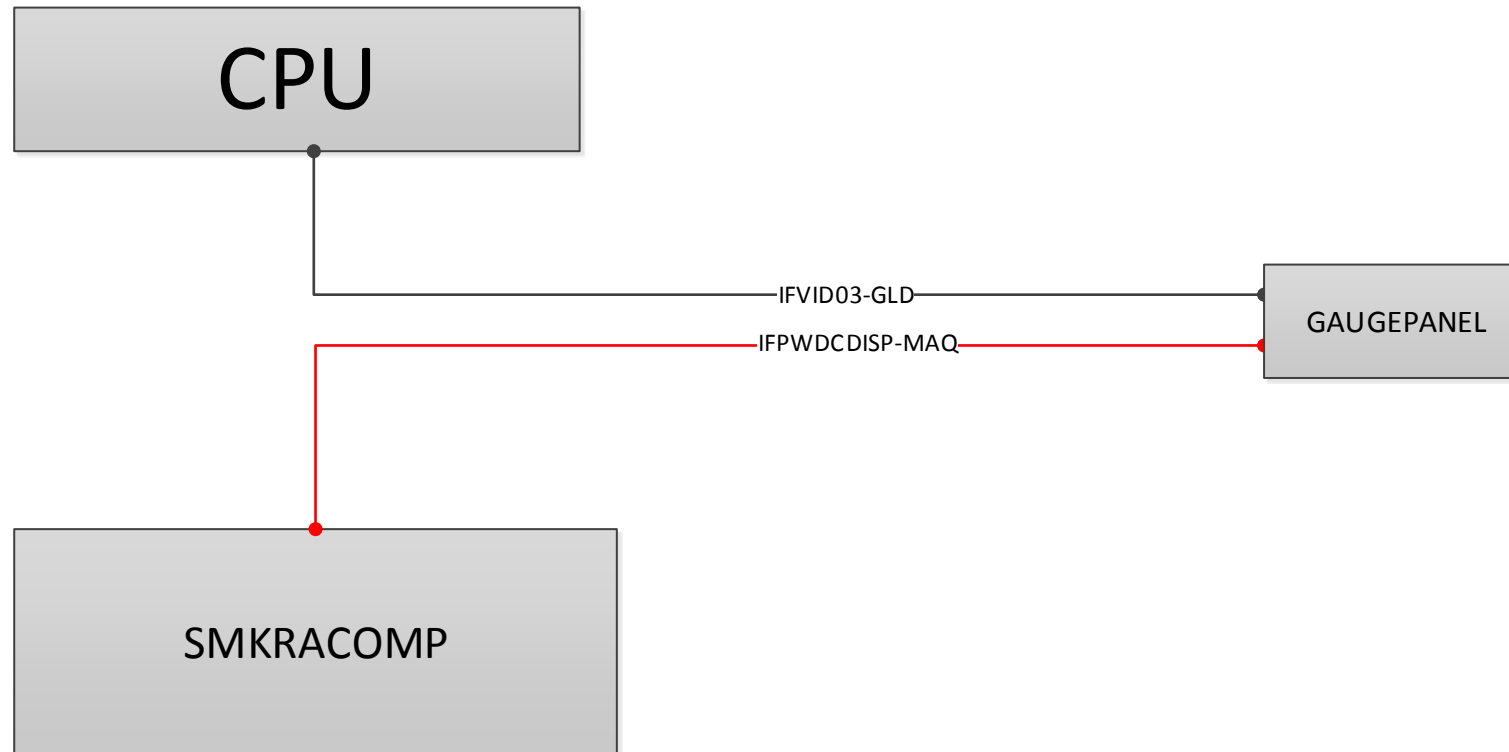 CPU
IFVID03-GLD
GAUGEPANEL
IFPWDCDISP-MAQ
SMKRACOMP